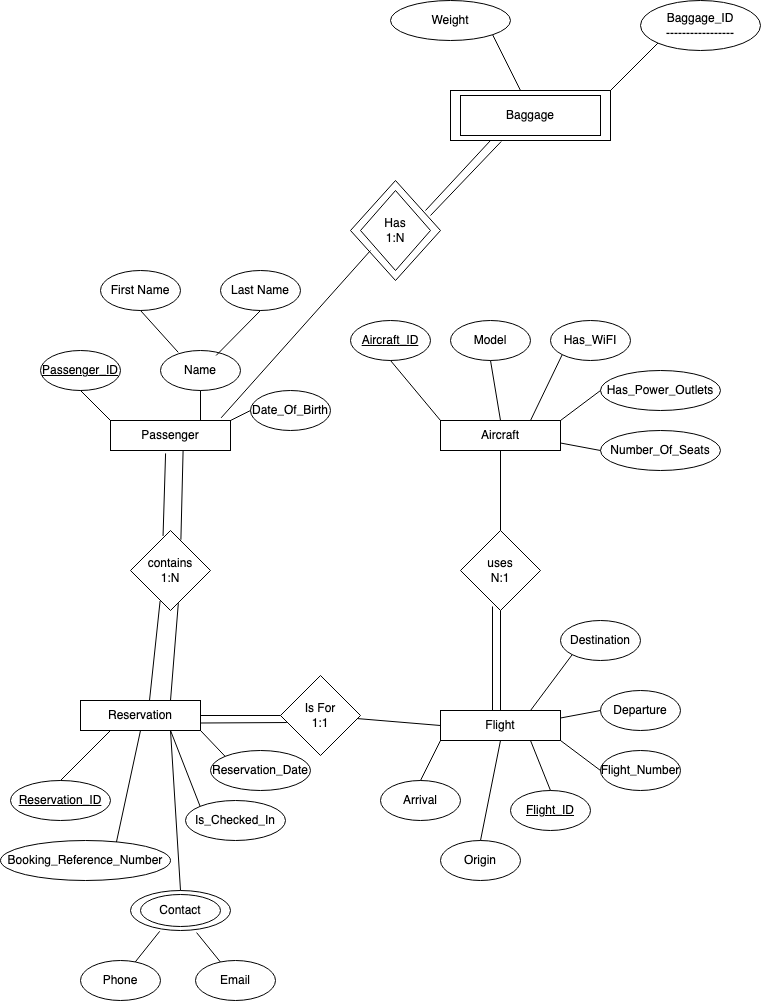 Weight
Baggage_ID
-----------------
Baggage
Has
1:N
First Name
Last Name
Passenger_ID
Name
Date_Of_Birth
Passenger
Aircraft_ID
Model
Has_WiFI
Has_Power_Outlets
Aircraft
Number_Of_Seats
contains
1:N
uses
N:1
Destination
Departure
Reservation
Is For
1:1
Flight
Reservation_Date
Flight_Number
Reservation_ID
Is_Checked_In
Arrival
Flight_ID
Booking_Reference_Number
Origin
Contact
Phone
Email